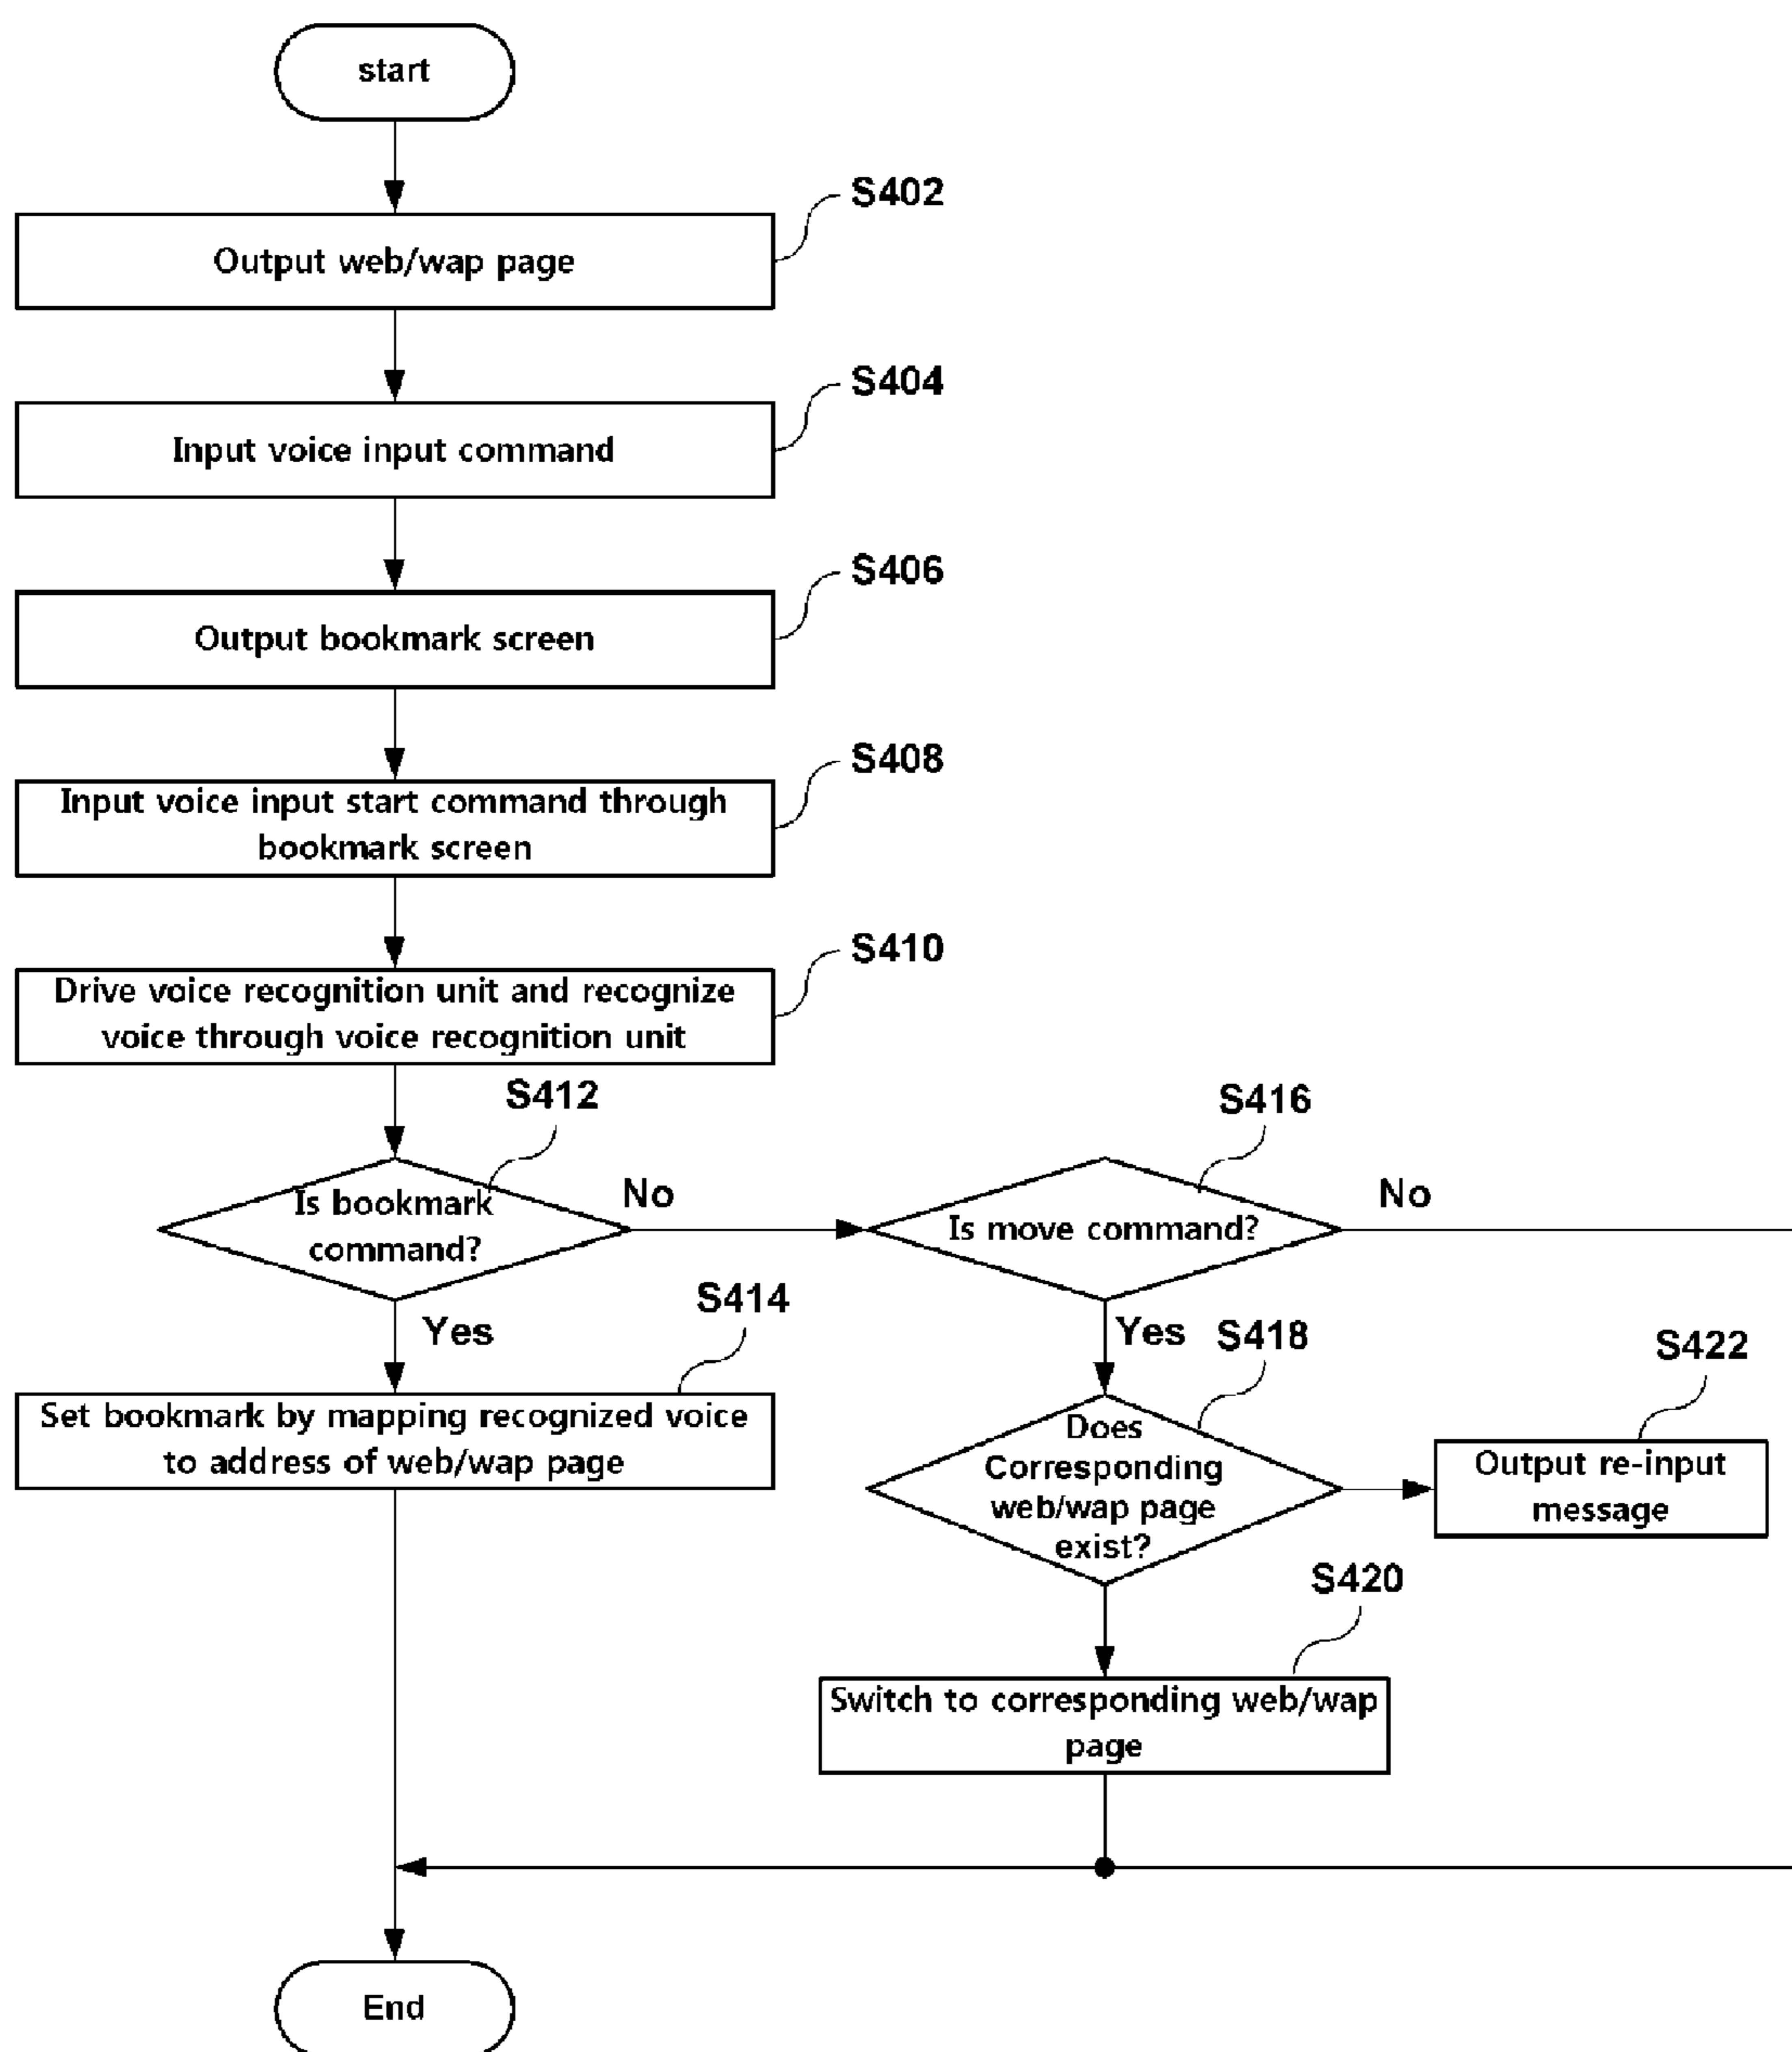 start
S402
Output web/wap page
S404
Input voice input command
S406
Output bookmark screen
S408
Input voice input start command through
bookmark screen
S410
Drive voice recognition unit and recognize
voice through voice recognition unit
S412
S416
Is bookmark
command?
No
Is move command?
No
Yes
S414
Yes
S418
S422
Set bookmark by mapping recognized voice
to address of web/wap page
Does
Corresponding
web/wap page
exist?
Output re-input
message
S420
Switch to corresponding web/wap
page
End